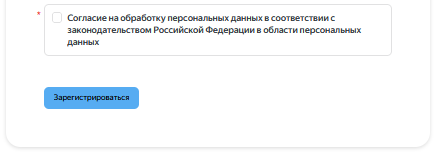 * Согласие на обработку персональных данных в соответствии с
законодательством Российской Федерации в области персональных
данных
Зарегистрироваться